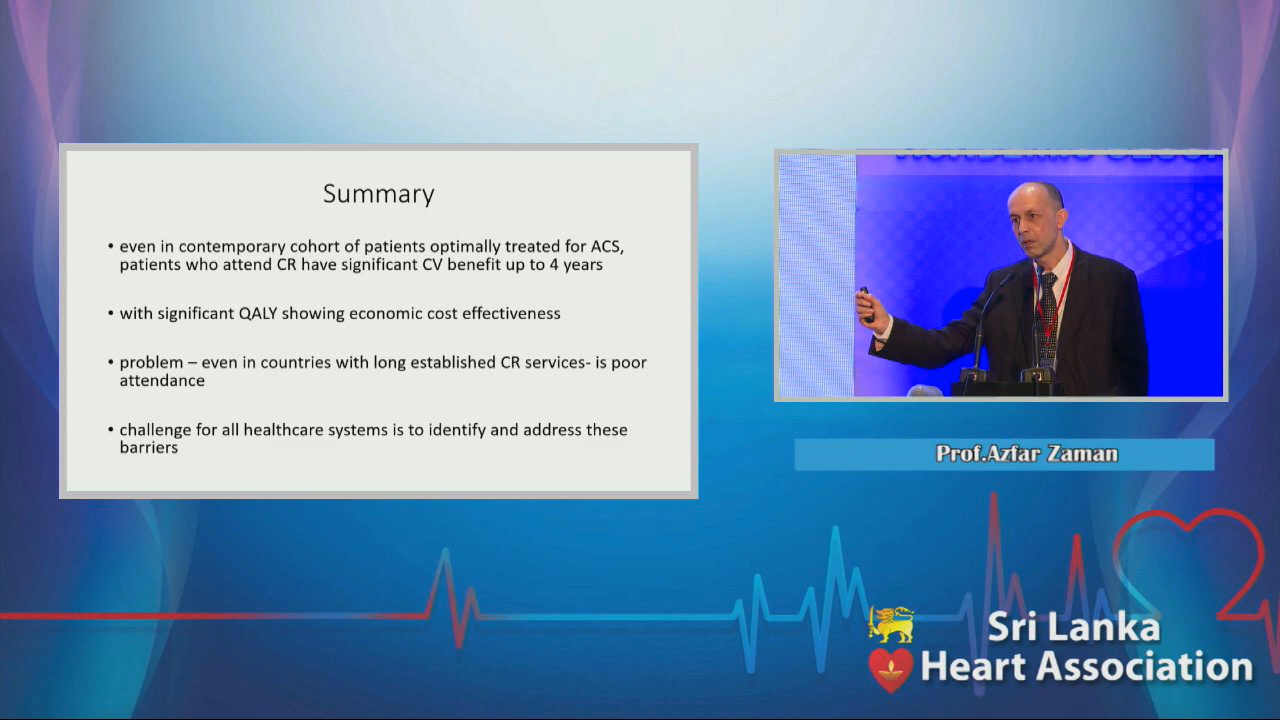 Summary
• even in contemporary cohort of patients optimally treated for ACS,
patients who attend CR have significant CV benefit up to 4 years
• with significant QALY showing economic cost effectiveness
• problem – even in countries with long established CR services- is poor
attendance
• challenge for all healthcare systems is to identify and address these
barriers
Prof.Azfar Zaman
Sri Lanka
Heart Association